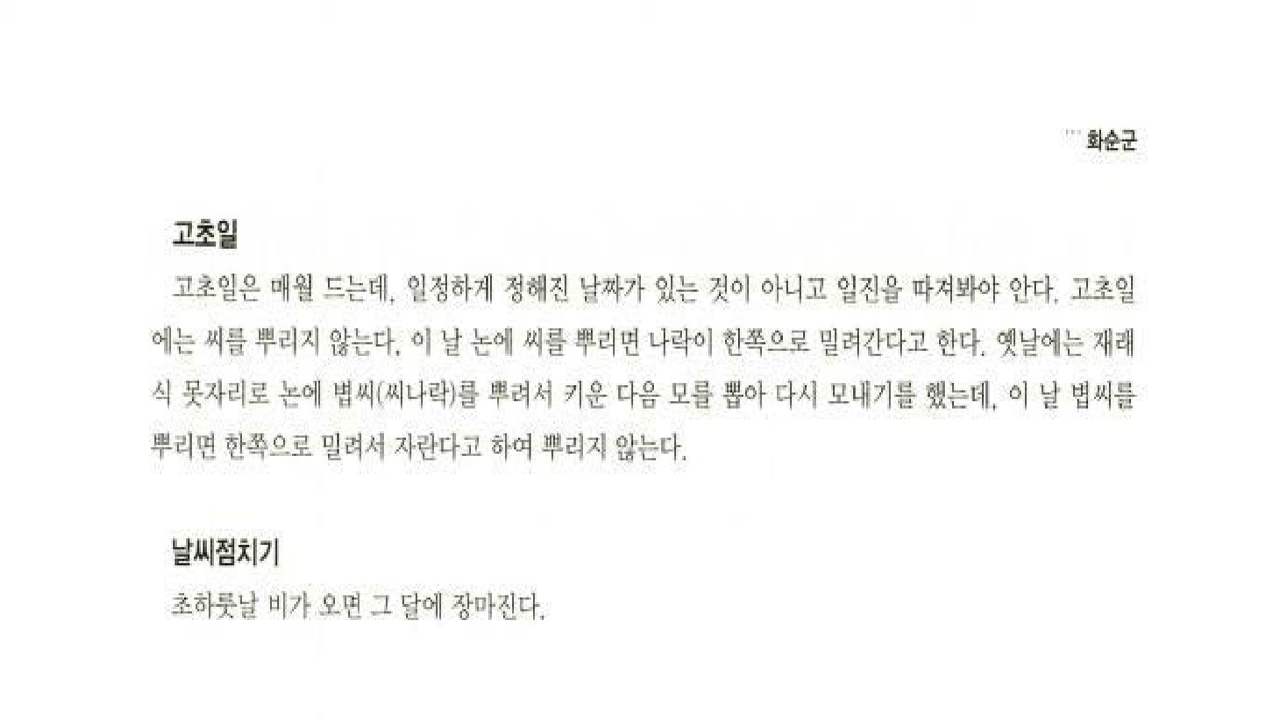 화순군
고초일
고초일은 매월 드는데, 일정하게 정해진 날짜가 있는 것이 아니고 일진을 따져봐야 안다. 고초일
에는 씨를 뿌리지 않는다. 이 날 논에 씨를 뿌리면 나락이 한쪽으로 밀려간다고 한다. 옛날에는 재래
식 못자리로 논에 볍씨(씨나락)를 뿌려서 키운 다음 모를 뽑아 다시 모내기를 했는데, 이 날 볍씨를
뿌리면 한쪽으로 밀려서 자란다고 하여 뿌리지 않는다.
날씨점치기
초하룻날 비가 오면 그 달에 장마진다.